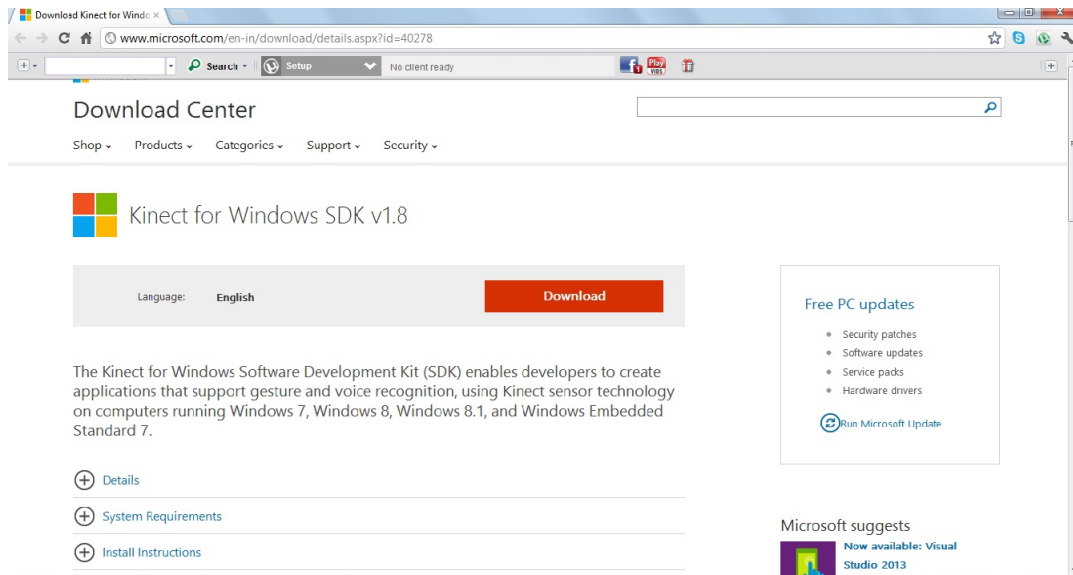 Download Kinect for Windo
www.microsoft.com/en-in/download/details.aspx?id=40278
Search
Setup
No client ready
Play
VIDS
Download Center
Shop
Products
Categories
Support
Security
Kinect for Windows SDK v1.8
Language:
English
Download
The Kinect for Windows Software Development Kit (SDK) enables developers to create
applications that support gesture and voice recognition, using Kinect sensor technology
on computers running Windows 7, Windows 8, Windows 8.1, and Windows Embedded
Standard 7.
Details
System Requirements
Install Instructions
Free PC updates
Security patches
Software updates
Service packs
Hardware drivers
Run Microsoft Update
Microsoft suggests
Now available: Visual
Studio 2013